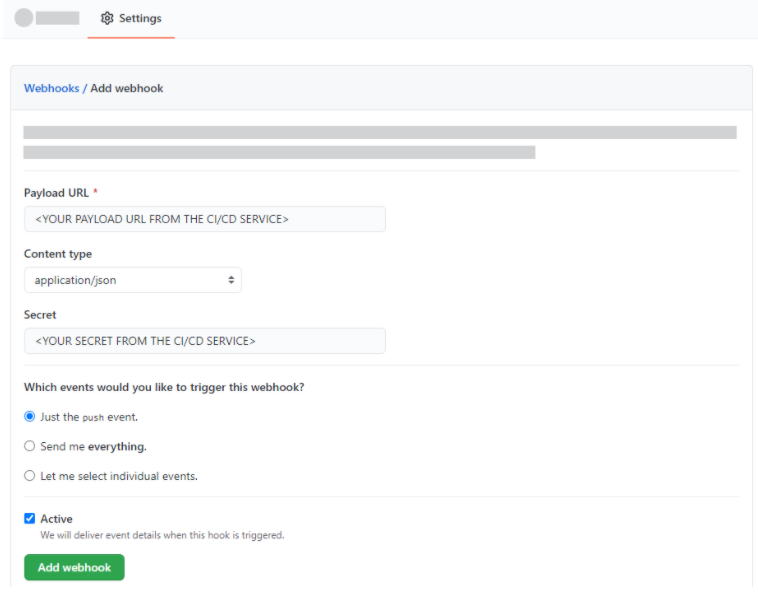 Settings
Webhooks / Add webhook
Payload URL *
<YOUR PAYLOAD URL FROM THE CI/CD SERVICE>
Content type
application/json
Secret
<YOUR SECRET FROM THE CI/CD SERVICE>
Which events would you like to trigger this webhook?
Just the push event.
Send me everything.
Let me select individual events.
Active
We will deliver event details when this hook is triggered.
Add webhook